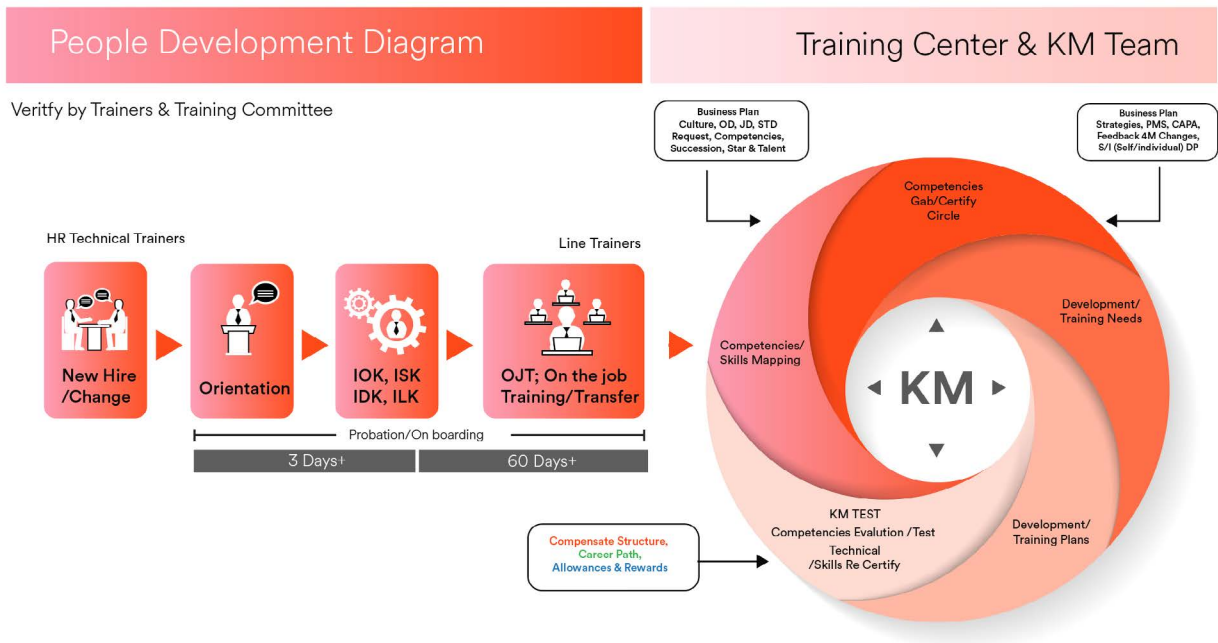 People Development Diagram
Training Center & KM Team
Veritfy by Trainers & Training Committee
Business Plan
Culture, OD, JD, STD
Request, Competencies,
Succession, Star & Talent
Business Plan
Strategies, PMS, CAPA,
Feedback 4M Changes,
S/I (Self/individual) DP
HR Technical Trainers
Line Trainers
New Hire
/Change
Orientation
IOK, ISK
IDK, ILK
OJT; On the job
Training/Transfer
Probation/On boarding
3 Days+
60 Days+
Competencies
Gab/Certify
Circle
Development/
Training Needs
Competencies/
Skills Mapping
KM
Development/
Training Plans
KM TEST
Competencies Evalution /Test
Technical
/Skills Re Certify
Compensate Structure,
Career Path,
Allowances & Rewards